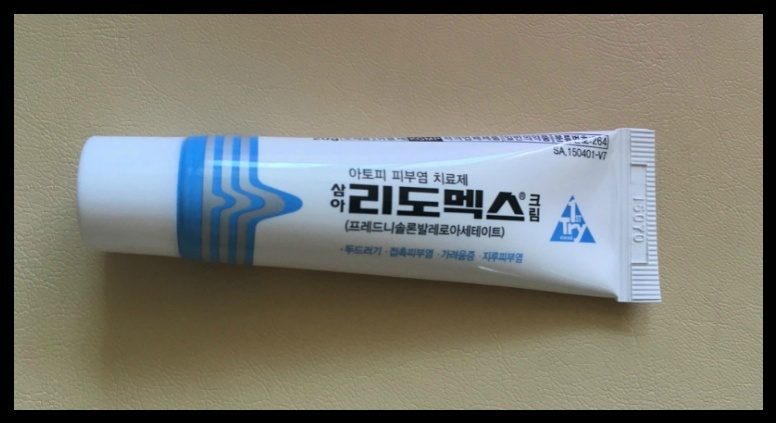 SA.150401-V7
아토피 피부염 치료제
삼아 리도멕스® 크림
(프레드니솔론발레로아세테이트)
·두드러기 ·접촉피부염 ·가려움증 ·지루피부염
1ST
Try